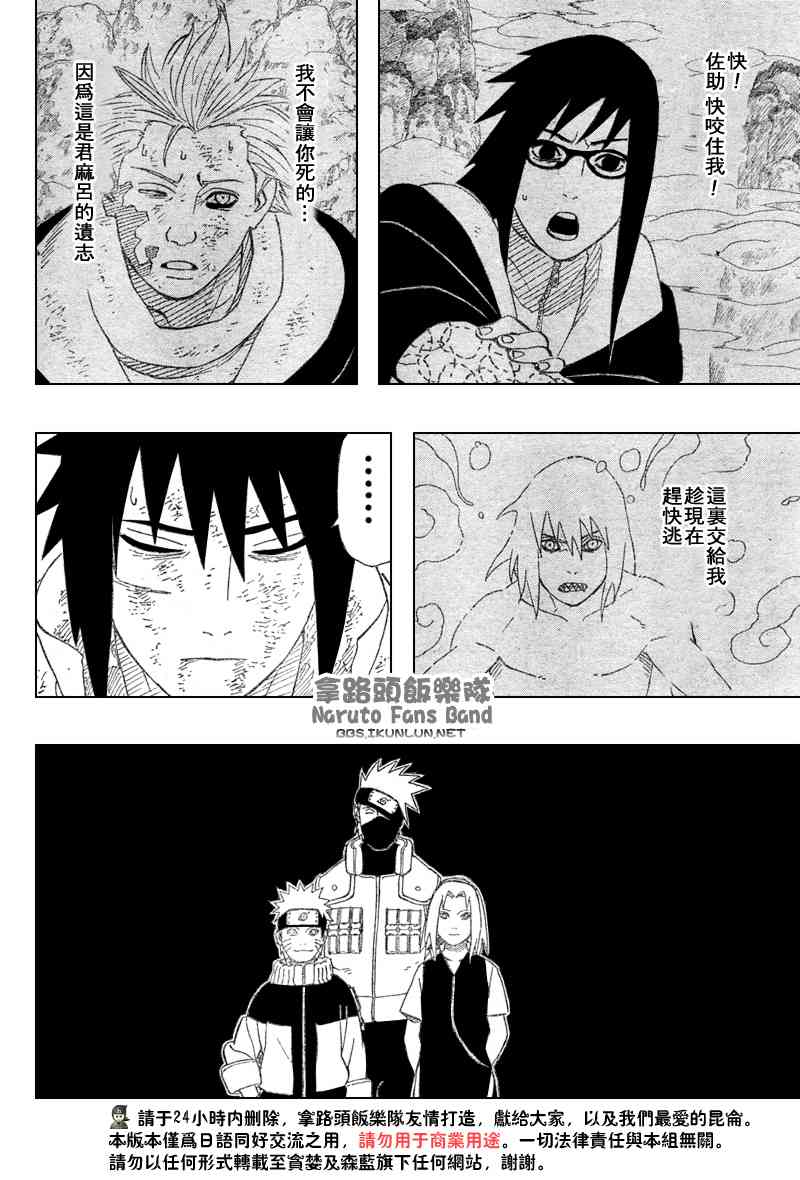 快！
佐助 快咬住我！
我不會讓你死的…
因爲這是君麻呂的遺志
這裏交給我
趁現在
趕快逃
……
拿路頭飯樂隊
Naruto Fans Band
BBS.IKUNLUN.NET
請于24小時内删除，拿路頭飯樂隊友情打造，獻給大家，以及我們最愛的昆侖。
本版本僅爲日語同好交流之用，請勿用于商業用途。一切法律責任與本組無關。
請勿以任何形式轉載至貪婪及森藍旗下任何網站，謝謝。